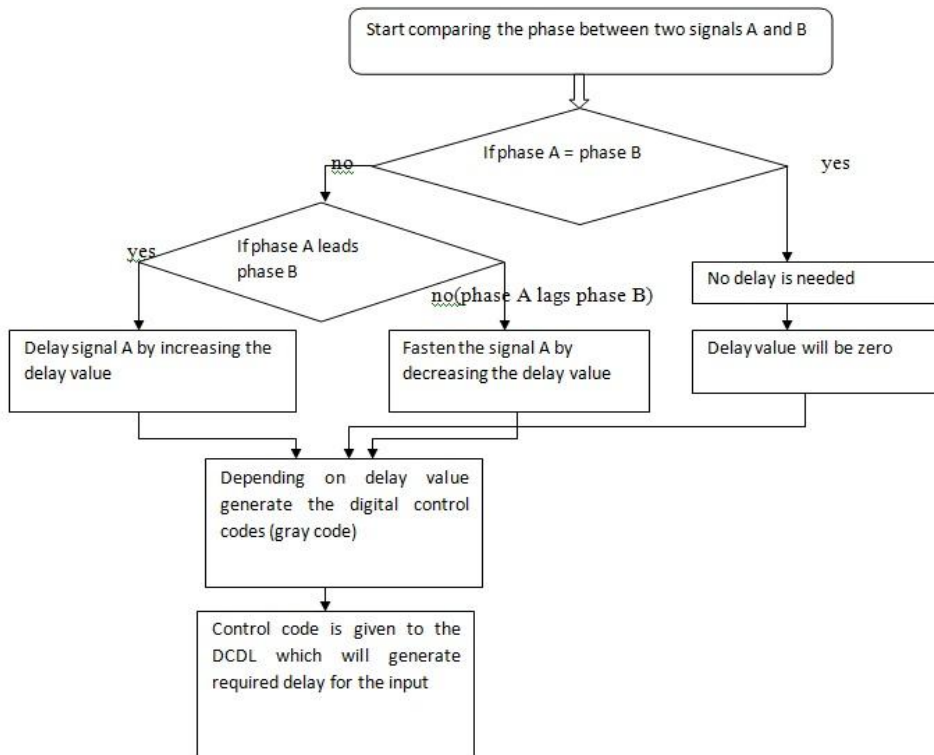 Start comparing the phase between two signals A and B
If phase A = phase B
no
yes
If phase A leads
phase B
yes
no(phase A lags phase B)
No delay is needed
Delay signal A by increasing the
delay value
Fasten the signal A by
decreasing the delay value
Delay value will be zero
Depending on delay value
generate the digital control
codes (gray code)
Control code is given to the
DCDL which will generate
required delay for the input